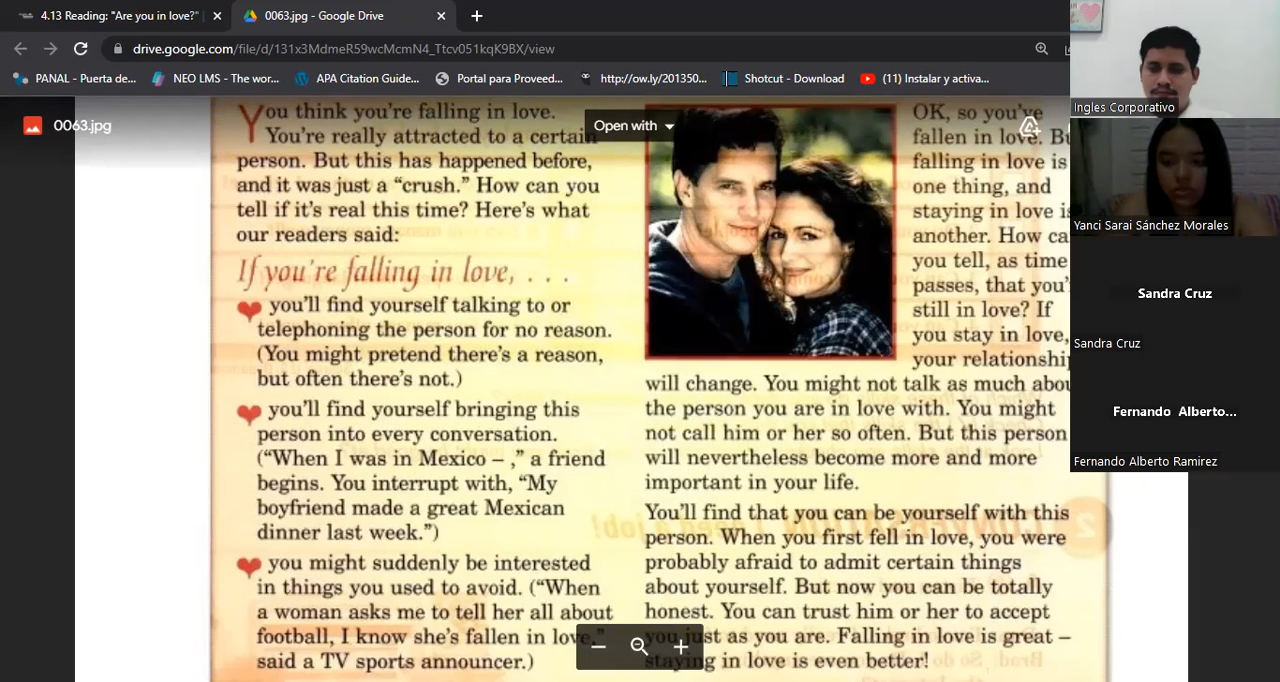 4.13 Reading: "Are you in love?"
0063.jpg - Google Drive
drive.google.com/file/d/131x3MdmeR59wcMcmN4_Ttcv051kqK9BX/view
PANAL - Puerta de...
NEO LMS - The wor...
APA Citation Guide...
Portal para Proveed...
http://ow.ly/201350...
Shotcut - Download
(11) Instalar y activa...
0063.jpg
Open with
You think you're falling in love.
You're really attracted to a certain
person. But this has happened before,
and it was just a “crush.” How can you
tell if it's real this time? Here's what
our readers said:
If you're falling in love, . . .
you'll find yourself talking to or
telephoning the person for no reason.
(You might pretend there's a reason,
but often there's not.)
you'll find yourself bringing this
person into every conversation.
(“When I was in Mexico – ,” a friend
begins. You interrupt with, “My
boyfriend made a great Mexican
dinner last week.”)
you might suddenly be interested
in things you used to avoid. (“When
a woman asks me to tell her all about
football, I know she's fallen in love.”
said a TV sports announcer.)
OK, so you've
fallen in love. Bu
falling in love is
one thing, and
staying in love is
another. How ca
you tell, as time
passes, that you'
still in love? If
you stay in love,
your relationshi
will change. You might not talk as much abou
the person you are in love with. You might
not call him or her so often. But this person
will nevertheless become more and more
important in your life.
You'll find that you can be yourself with this
person. When you first fell in love, you were
probably afraid to admit certain things
about yourself. But now you can be totally
honest. You can trust him or her to accept
you just as you are. Falling in love is great –
staying in love is even better!
Ingles Corporativo
Yanci Sarai Sánchez Morales
Sandra Cruz
Sandra Cruz
Fernando Alberto...
Fernando Alberto Ramirez